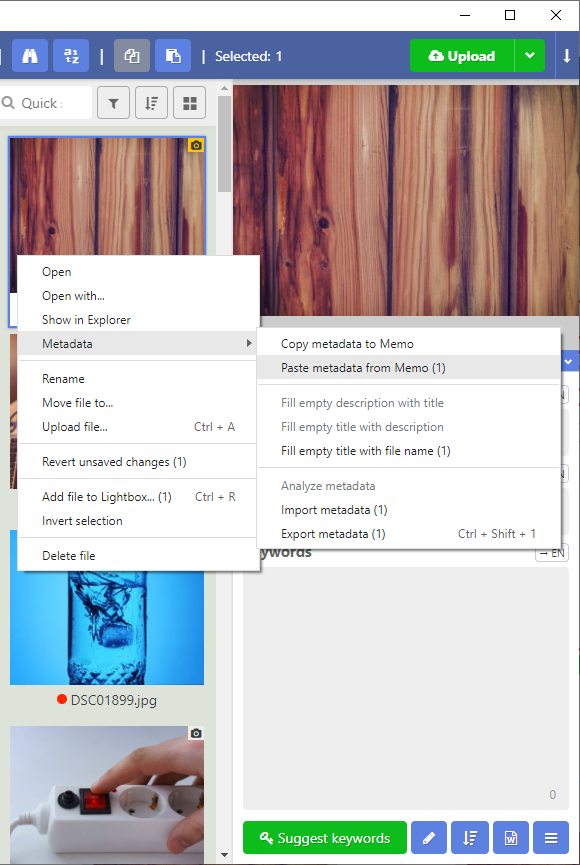 Selected: 1
Upload
Quick
Open
Open with...
Show in Explorer
Metadata
Rename
Move file to...
Upload file... Ctrl + A
Revert unsaved changes (1)
Add file to Lightbox... (1) Ctrl + R
Invert selection
Delete file
Copy metadata to Memo
Paste metadata from Memo (1)
Fill empty description with title
Fill empty title with description
Fill empty title with file name (1)
Analyze metadata
Import metadata (1)
Export metadata (1) Ctrl + Shift + 1
eywords
→ EN
DSC01899.jpg
0
Suggest keywords